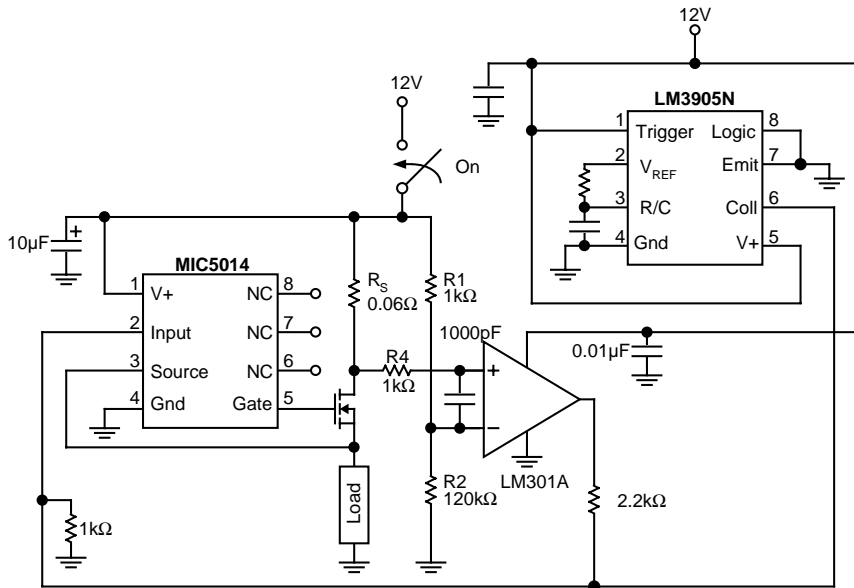 12V
LM3905N
1 Trigger Logic 8
2 VREF Emit 7
3 R/C Coll 6
4 Gnd V+ 5
12V
On
10µF +
MIC5014
1 V+ NC 8
2 Input NC 7
3 Source NC 6
4 Gnd Gate 5
RS
0.06Ω
R1
1kΩ
1000pF
R4
1kΩ
+
−
0.01µF
LM301A
R2
120kΩ
2.2kΩ
Load
1kΩ